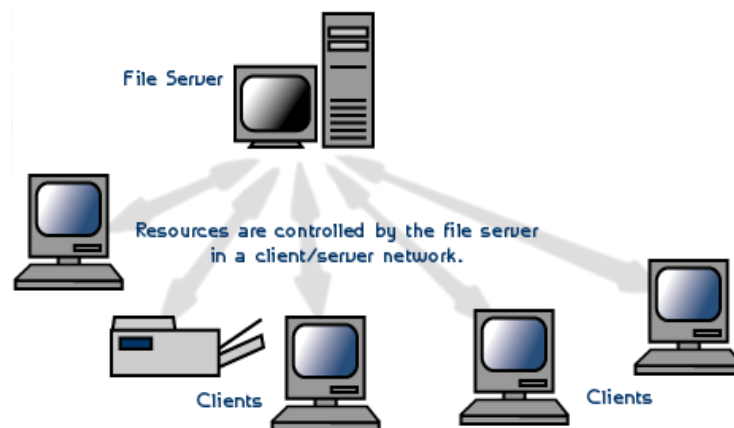 File Server
Resources are controlled by the file server
in a client/server network.
Clients
Clients